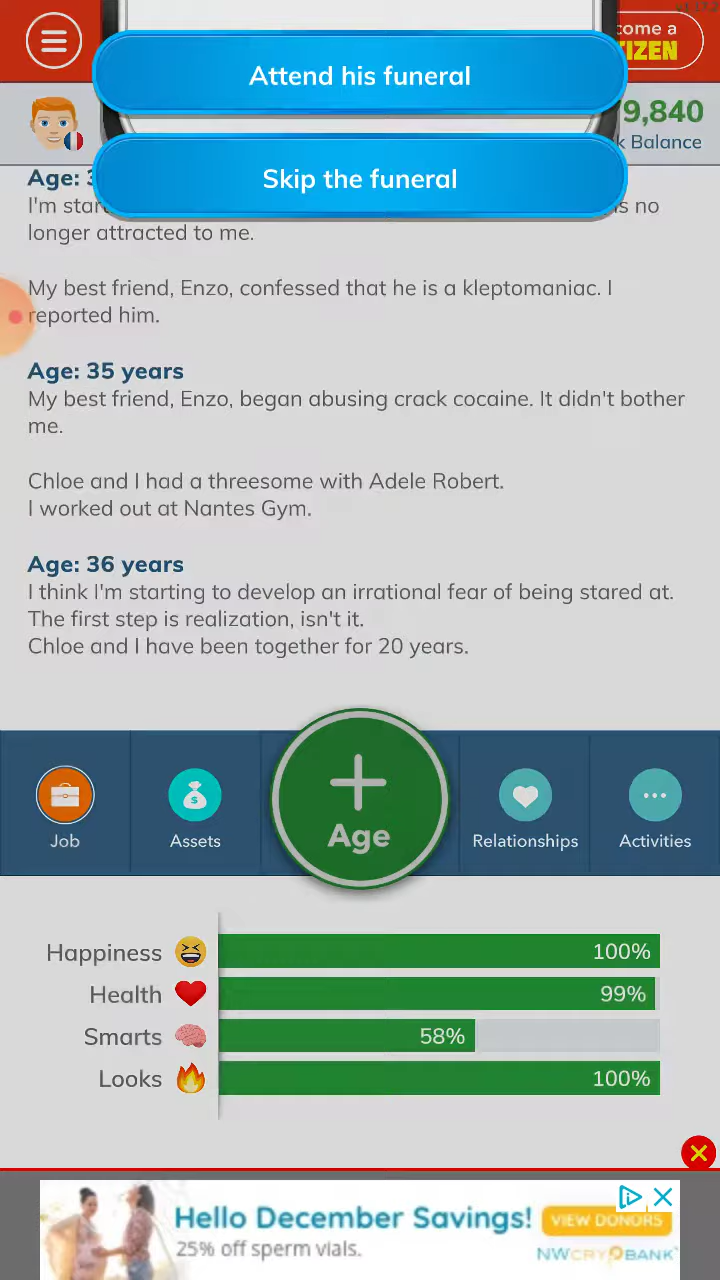 come a
TIZEN
Attend his funeral
9,840
k Balance
Skip the funeral
Age: 3
I'm star
is no
longer attracted to me.
My best friend, Enzo, confessed that he is a kleptomaniac. I
reported him.
Age: 35 years
My best friend, Enzo, began abusing crack cocaine. It didn't bother
me.
Chloe and I had a threesome with Adele Robert.
I worked out at Nantes Gym.
Age: 36 years
I think I'm starting to develop an irrational fear of being stared at.
The first step is realization, isn't it.
Chloe and I have been together for 20 years.
Job
Assets
Age
Relationships
Activities
Happiness 100%
Health 99%
Smarts 58%
Looks 100%
Hello December Savings!
25% off sperm vials.
VIEW DONORS
NWCRYOBANK